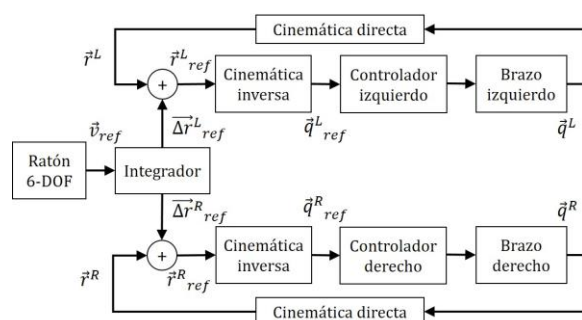 Cinemática directa
r⃗ᴸ
r⃗ᴸ_ref
+
Cinemática
inversa
Controlador
izquierdo
Brazo
izquierdo
Δr⃗ᴸ_ref
q⃗ᴸ_ref
q⃗ᴸ
v⃗_ref
Ratón
6-DOF
Integrador
Δr⃗ᴿ_ref
q⃗ᴿ_ref
q⃗ᴿ
+
Cinemática
inversa
Controlador
derecho
Brazo
derecho
r⃗ᴿ
r⃗ᴿ_ref
Cinemática directa